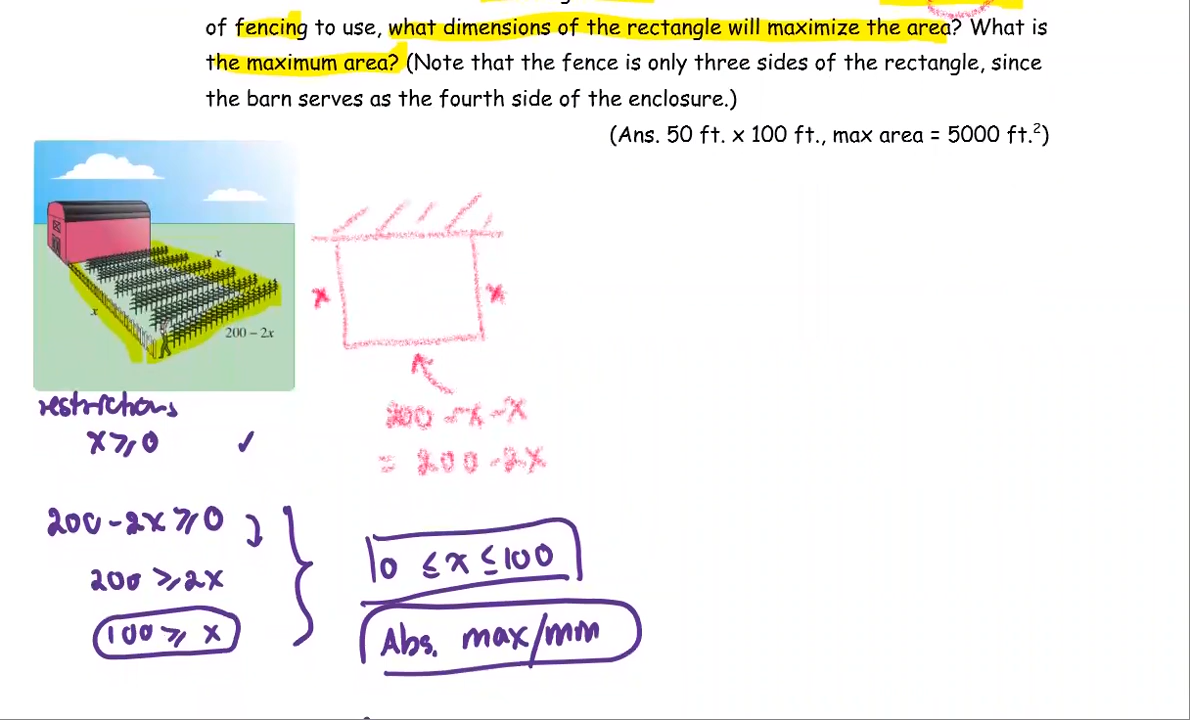 of fencing to use, what dimensions of the rectangle will maximize the area? What is
the maximum area? (Note that the fence is only three sides of the rectangle, since
the barn serves as the fourth side of the enclosure.)
(Ans. 50 ft. x 100 ft., max area = 5000 ft.²)
x
x
200 – 2x
x
x
200 - x - x
= 200 - 2x
restrictions
x ⩾ 0 ✓
200 - 2x ⩾ 0
200 ⩾ 2x
100 ⩾ x
0 ≤ x ≤ 100
Abs. max/min